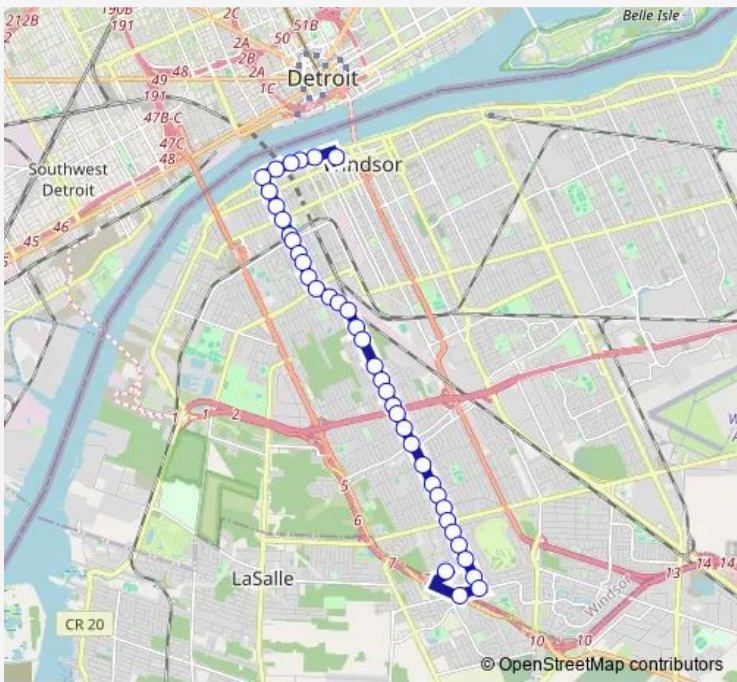 190B
Belle Isle
212B
191
2C
51B
46
2A
50
2B
48
2A
49
1C
Detroit
191
47B-C
47C
48
Southwest
Detroit
Windsor
46
45
1
1
2
5
6
7
LaSalle
14
14
13
Windsor
CR 20
10
10
© OpenStreetMap contributors